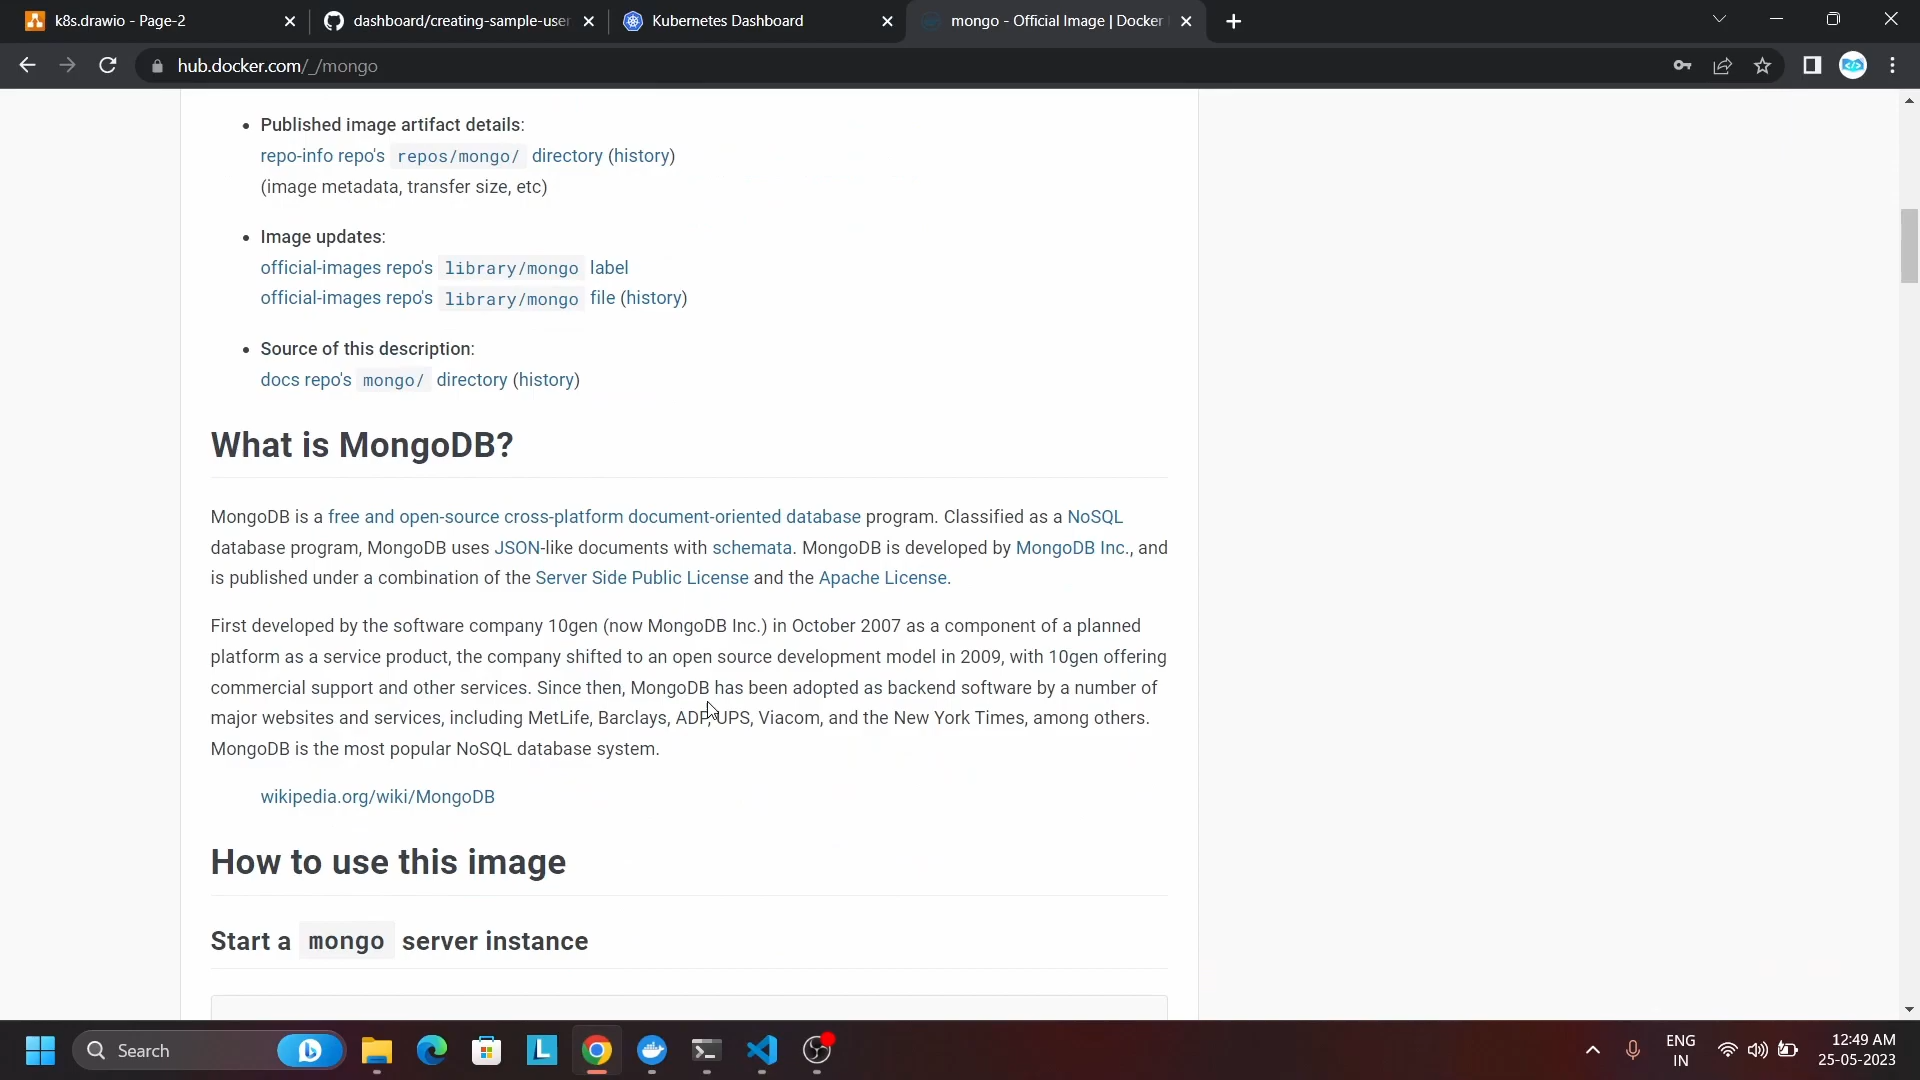 k8s.drawio - Page-2
dashboard/creating-sample-user
Kubernetes Dashboard
mongo - Official Image | Docker
hub.docker.com/_/mongo
• Published image artifact details:
repo-info repo's repos/mongo/ directory (history)
(image metadata, transfer size, etc)
• Image updates:
official-images repo's library/mongo label
official-images repo's library/mongo file (history)
• Source of this description:
docs repo's mongo/ directory (history)
What is MongoDB?
MongoDB is a free and open-source cross-platform document-oriented database program. Classified as a NoSQL
database program, MongoDB uses JSON-like documents with schemata. MongoDB is developed by MongoDB Inc., and
is published under a combination of the Server Side Public License and the Apache License.
First developed by the software company 10gen (now MongoDB Inc.) in October 2007 as a component of a planned
platform as a service product, the company shifted to an open source development model in 2009, with 10gen offering
commercial support and other services. Since then, MongoDB has been adopted as backend software by a number of
major websites and services, including MetLife, Barclays, ADP, UPS, Viacom, and the New York Times, among others.
MongoDB is the most popular NoSQL database system.
wikipedia.org/wiki/MongoDB
How to use this image
Start a mongo server instance
Search
L
ENG
IN
12:49 AM
25-05-2023